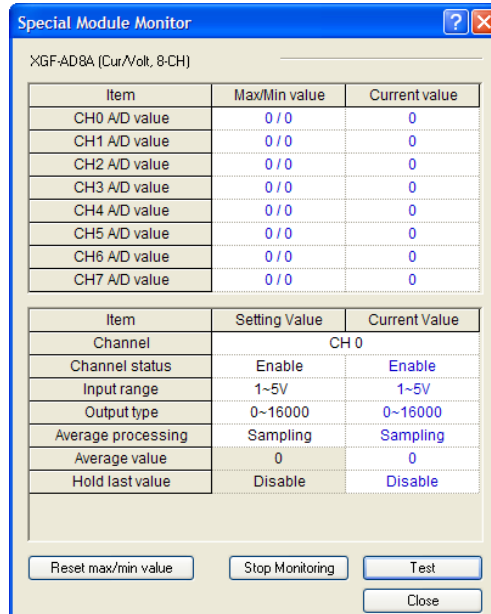 Special Module Monitor
XGF-AD8A (Cur/Volt, 8-CH)
Item Max/Min value Current value
CH0 A/D value 0 / 0 0
CH1 A/D value 0 / 0 0
CH2 A/D value 0 / 0 0
CH3 A/D value 0 / 0 0
CH4 A/D value 0 / 0 0
CH5 A/D value 0 / 0 0
CH6 A/D value 0 / 0 0
CH7 A/D value 0 / 0 0
Item Setting Value Current Value
Channel CH 0
Channel status Enable Enable
Input range 1~5V 1~5V
Output type 0~16000 0~16000
Average processing Sampling Sampling
Average value 0 0
Hold last value Disable Disable
Reset max/min value Stop Monitoring Test
Close